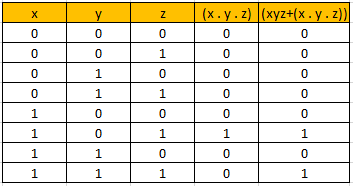 x y z (x . y . z) (xyz+(x . y . z))
0 0 0 0 0
0 0 1 0 0
0 1 0 0 0
0 1 1 0 0
1 0 0 0 0
1 0 1 1 1
1 1 0 0 0
1 1 1 0 1